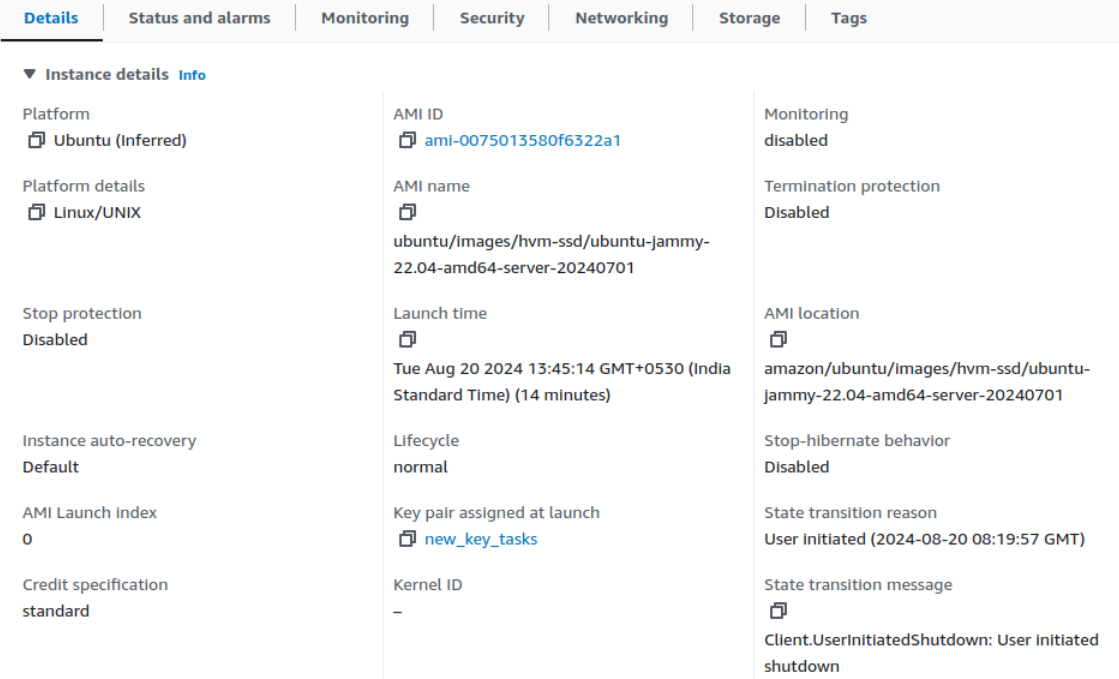 Details
Status and alarms
Monitoring
Security
Networking
Storage
Tags
Instance details Info
Platform
Ubuntu (Inferred)
AMI ID
ami-0075013580f6322a1
Monitoring
disabled
Platform details
Linux/UNIX
AMI name
ubuntu/images/hvm-ssd/ubuntu-jammy-
22.04-amd64-server-20240701
Termination protection
Disabled
Stop protection
Disabled
Launch time
Tue Aug 20 2024 13:45:14 GMT+0530 (India
Standard Time) (14 minutes)
AMI location
amazon/ubuntu/images/hvm-ssd/ubuntu-
jammy-22.04-amd64-server-20240701
Instance auto-recovery
Default
Lifecycle
normal
Stop-hibernate behavior
Disabled
AMI Launch index
0
Key pair assigned at launch
new_key_tasks
State transition reason
User initiated (2024-08-20 08:19:57 GMT)
Credit specification
standard
Kernel ID
–
State transition message
Client.UserInitiatedShutdown: User initiated
shutdown